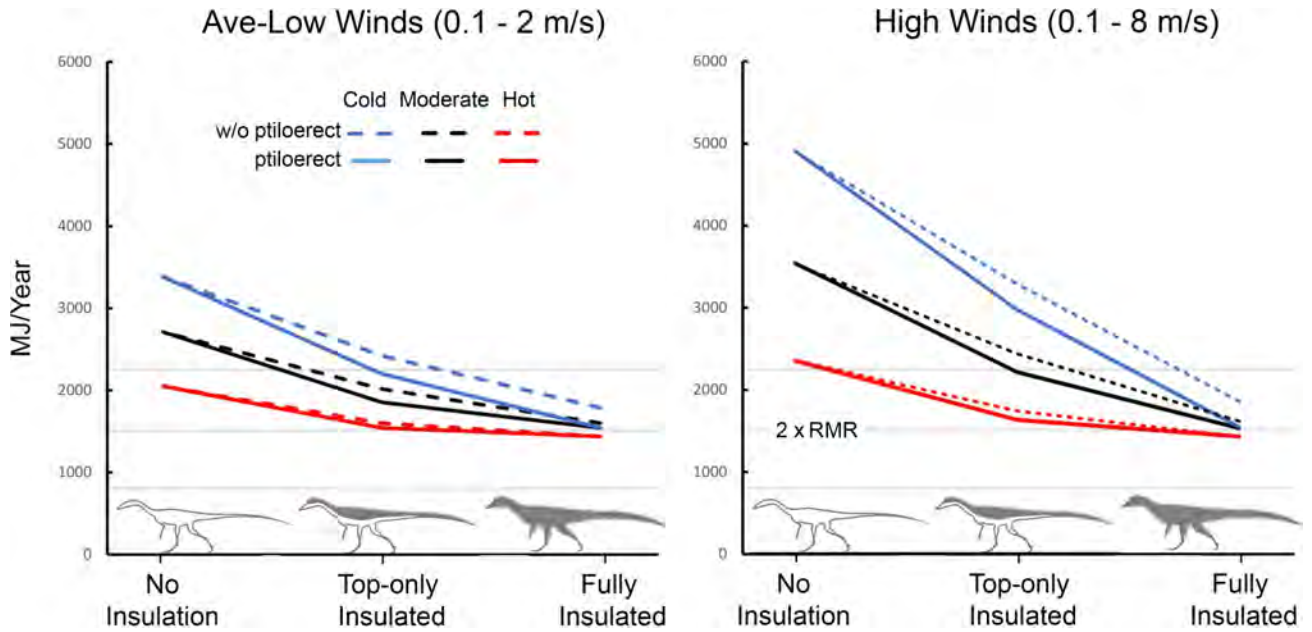 Ave-Low Winds (0.1 - 2 m/s)
High Winds (0.1 - 8 m/s)
MJ/Year
6000
5000
4000
3000
2000
1000
0
Cold Moderate Hot
w/o ptiloerect
ptiloerect
No
Insulation
Top-only
Insulated
Fully
Insulated
6000
5000
4000
3000
2000
1000
0
2 x RMR
No
Insulation
Top-only
Insulated
Fully
Insulated